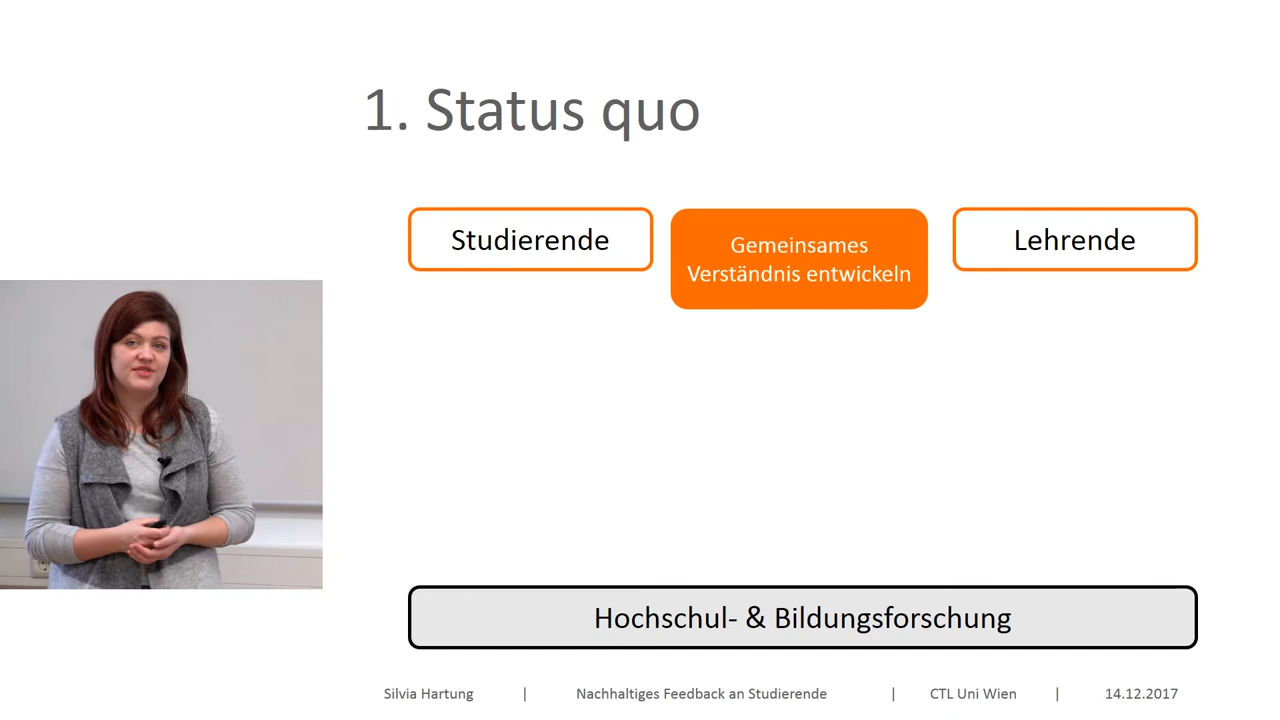 1. Status quo
Studierende
Gemeinsames
Verständnis entwickeln
Lehrende
Hochschul- & Bildungsforschung
Silvia Hartung | Nachhaltiges Feedback an Studierende | CTL Uni Wien | 14.12.2017